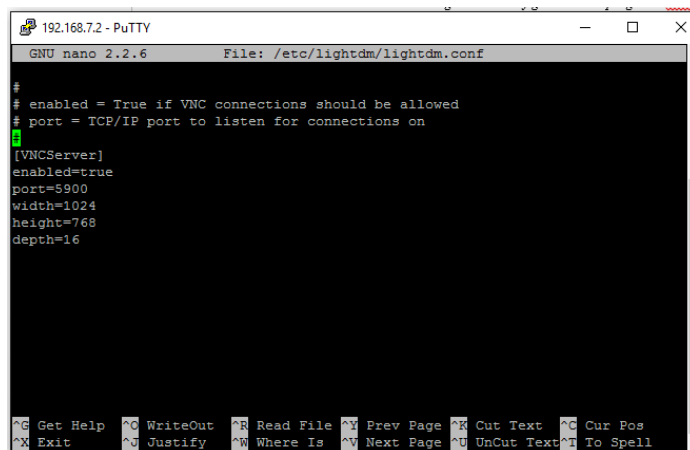 192.168.7.2 - PuTTY
GNU nano 2.2.6 File: /etc/lightdm/lightdm.conf
#
# enabled = True if VNC connections should be allowed
# port = TCP/IP port to listen for connections on
#
[VNCServer]
enabled=true
port=5900
width=1024
height=768
depth=16
^G Get Help ^O WriteOut ^R Read File ^Y Prev Page ^K Cut Text ^C Cur Pos
^X Exit ^J Justify ^W Where Is ^V Next Page ^U UnCut Text ^T To Spell